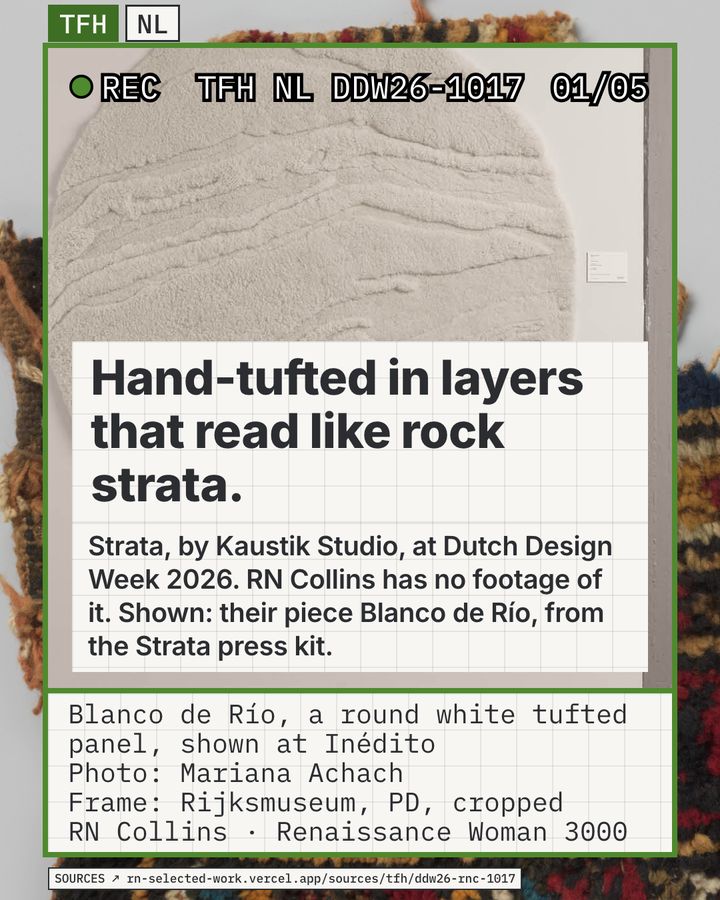 TFH NL
REC TFH NL DDW26-1017 01/05
Hand-tufted in layers
that read like rock
strata.
Strata, by Kaustik Studio, at Dutch Design
Week 2026. RN Collins has no footage of
it. Shown: their piece Blanco de Río, from
the Strata press kit.
Blanco de Río, a round white tufted
panel, shown at Inédito
Photo: Mariana Achach
Frame: Rijksmuseum, PD, cropped
RN Collins · Renaissance Woman 3000
SOURCES ↗ rn-selected-work.vercel.app/sources/tfh/ddw26-rnc-1017